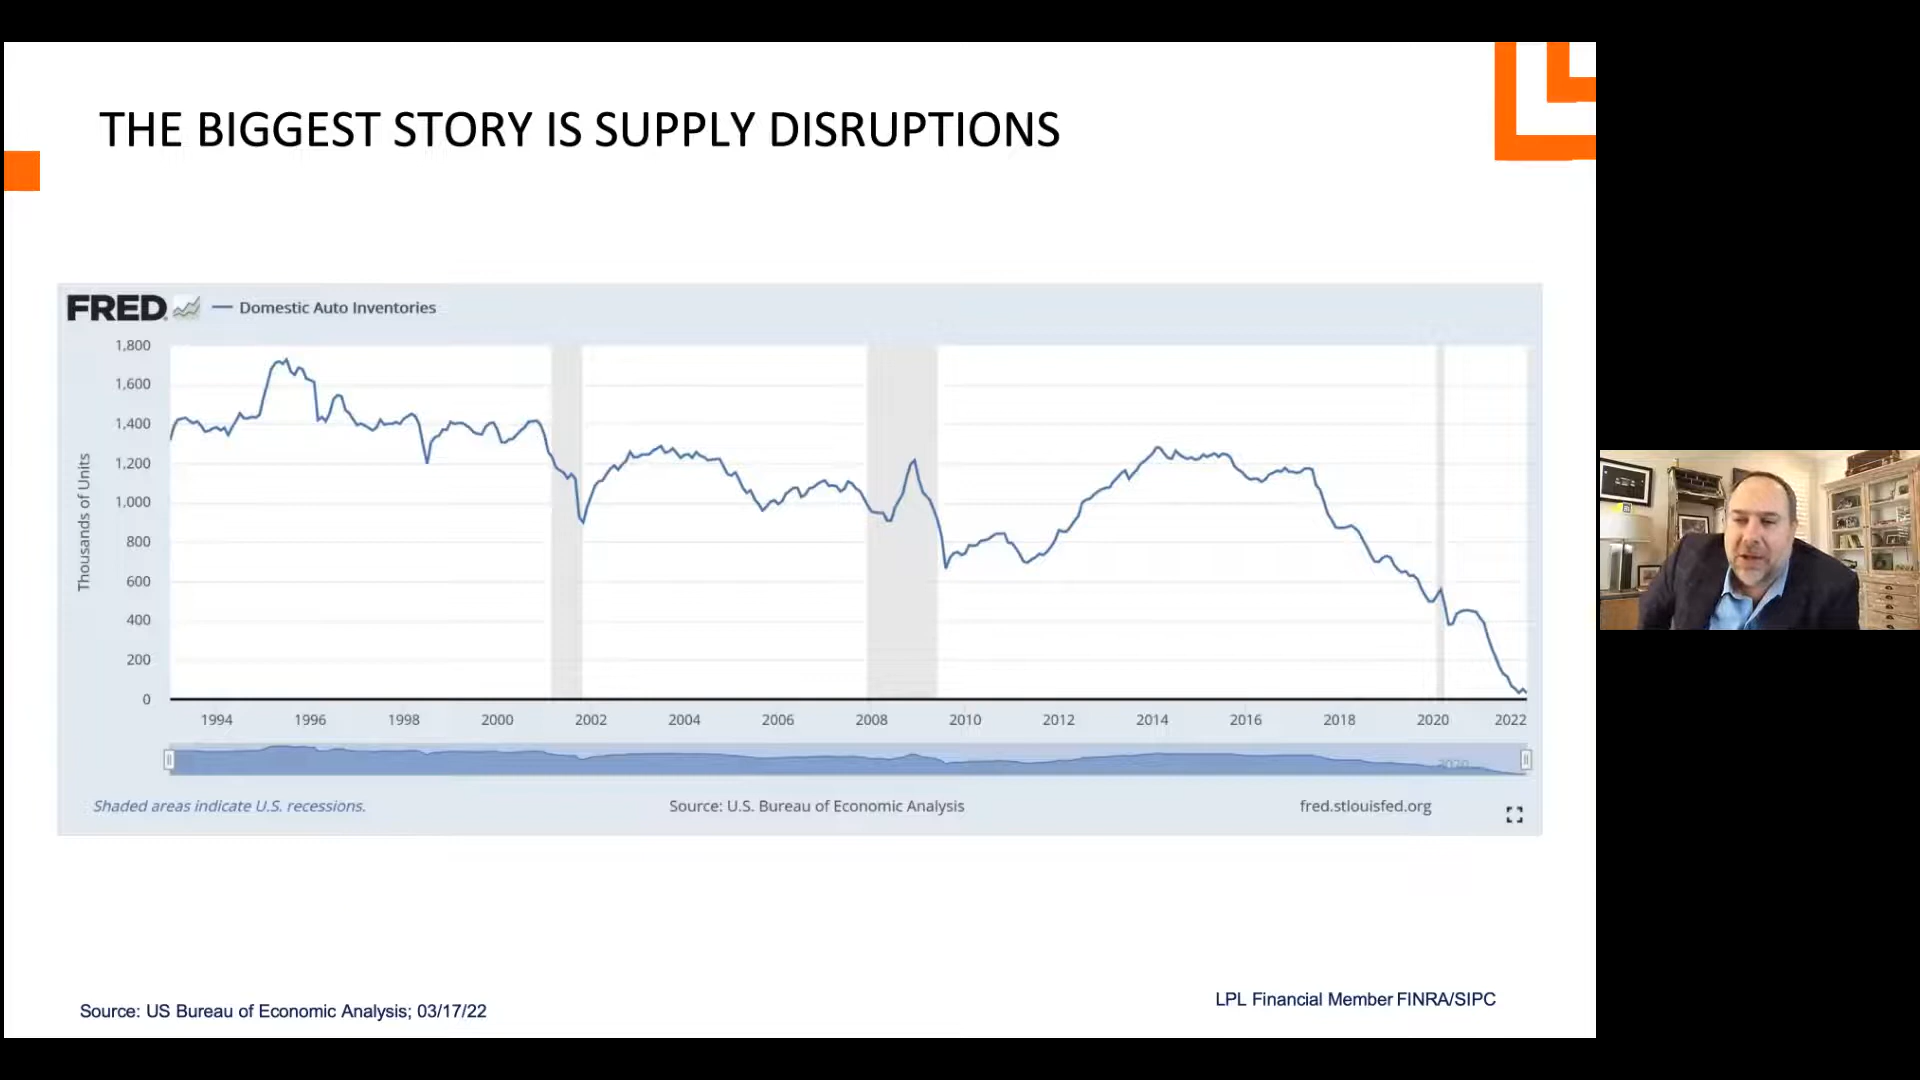 THE BIGGEST STORY IS SUPPLY DISRUPTIONS
FRED
Domestic Auto Inventories
Thousands of Units
1,800
1,600
1,400
1,200
1,000
800
600
400
200
0
1994 1996 1998 2000 2002 2004 2006 2008 2010 2012 2014 2016 2018 2020 2022
2020
Shaded areas indicate U.S. recessions. Source: U.S. Bureau of Economic Analysis fred.stlouisfed.org
Source: US Bureau of Economic Analysis; 03/17/22
LPL Financial Member FINRA/SIPC